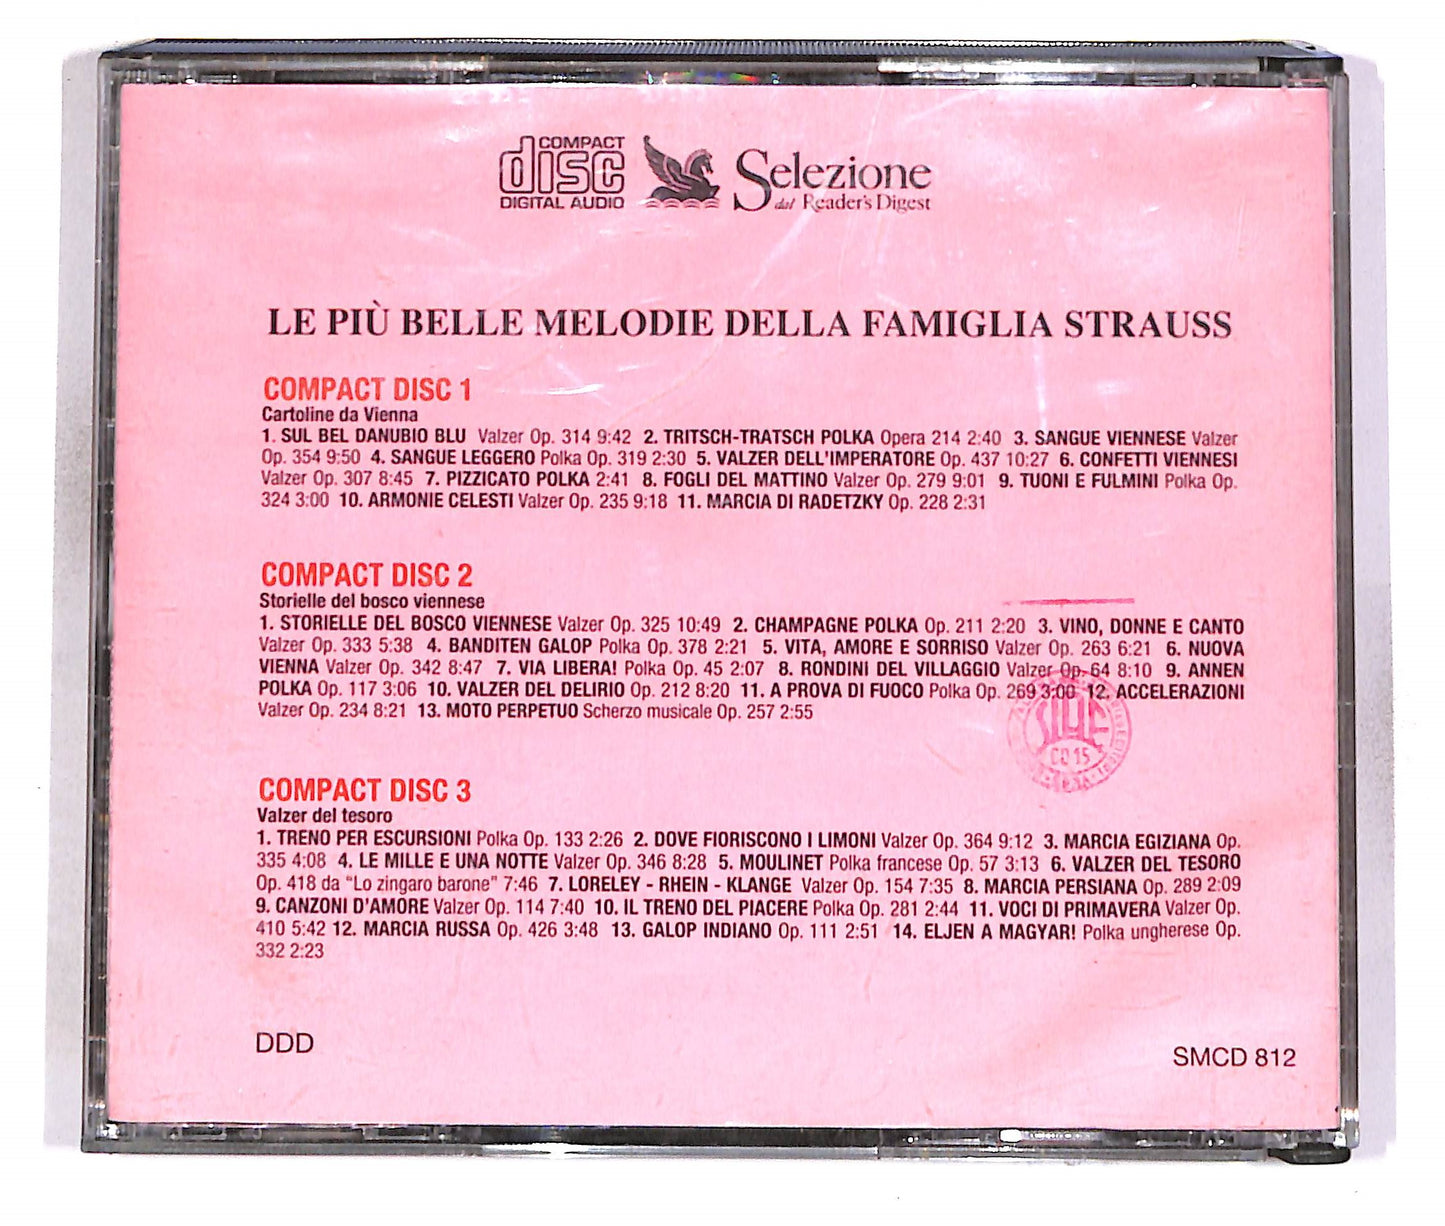 COMPACT
disc
DIGITAL AUDIO
Selezione
dal Reader's Digest
LE PIÙ BELLE MELODIE DELLA FAMIGLIA STRAUSS
COMPACT DISC 1
Cartoline da Vienna
1. SUL BEL DANUBIO BLU Valzer Op. 314 9:42 2. TRITSCH-TRATSCH POLKA Opera 214 2:40 3. SANGUE VIENNESE Valzer
Op. 354 9:50 4. SANGUE LEGGERO Polka Op. 319 2:30 5. VALZER DELL'IMPERATORE Op. 437 10:27 6. CONFETTI VIENNESI
Valzer Op. 307 8:45 7. PIZZICATO POLKA 2:41 8. FOGLI DEL MATTINO Valzer Op. 279 9:01 9. TUONI E FULMINI Polka Op.
324 3:00 10. ARMONIE CELESTI Valzer Op. 235 9:18 11. MARCIA DI RADETZKY Op. 228 2:31
COMPACT DISC 2
Storielle del bosco viennese
1. STORIELLE DEL BOSCO VIENNESE Valzer Op. 325 10:49 2. CHAMPAGNE POLKA Op. 211 2:20 3. VINO, DONNE E CANTO
Valzer Op. 333 5:38 4. BANDITEN GALOP Polka Op. 378 2:21 5. VITA, AMORE E SORRISO Valzer Op. 263 6:21 6. NUOVA
VIENNA Valzer Op. 342 8:47 7. VIA LIBERA! Polka Op. 45 2:07 8. RONDINI DEL VILLAGGIO Valzer Op. 64 8:10 9. ANNEN
POLKA Op. 117 3:06 10. VALZER DEL DELIRIO Op. 212 8:20 11. A PROVA DI FUOCO Polka Op. 269 3:00 12. ACCELERAZIONI
Valzer Op. 234 8:21 13. MOTO PERPETUO Scherzo musicale Op. 257 2:55
SIAE
CD 15
COMPACT DISC 3
Valzer del tesoro
1. TRENO PER ESCURSIONI Polka Op. 133 2:26 2. DOVE FIORISCONO I LIMONI Valzer Op. 364 9:12 3. MARCIA EGIZIANA Op.
335 4:08 4. LE MILLE E UNA NOTTE Valzer Op. 346 8:28 5. MOULINET Polka francese Op. 57 3:13 6. VALZER DEL TESORO
Op. 418 da "Lo zingaro barone" 7:46 7. LORELEY - RHEIN - KLANGE Valzer Op. 154 7:35 8. MARCIA PERSIANA Op. 289 2:09
9. CANZONI D'AMORE Valzer Op. 114 7:40 10. IL TRENO DEL PIACERE Polka Op. 281 2:44 11. VOCI DI PRIMAVERA Valzer Op.
410 5:42 12. MARCIA RUSSA Op. 426 3:48 13. GALOP INDIANO Op. 111 2:51 14. ELJEN A MAGYAR! Polka ungherese Op.
332 2:23
DDD
SMCD 812